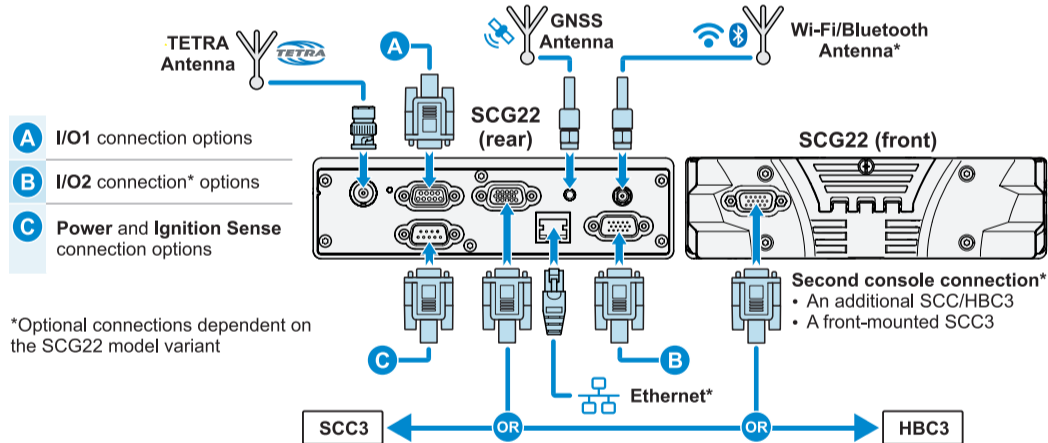 TETRA
Antenna
TETRA
A
GNSS
Antenna
Wi-Fi/Bluetooth
Antenna*
SCG22
(rear)
SCG22 (front)
A I/O1 connection options
B I/O2 connection* options
C Power and Ignition Sense
connection options
*Optional connections dependent on
the SCG22 model variant
C
B
Ethernet*
Second console connection*
• An additional SCC/HBC3
• A front-mounted SCC3
SCC3
OR
OR
HBC3